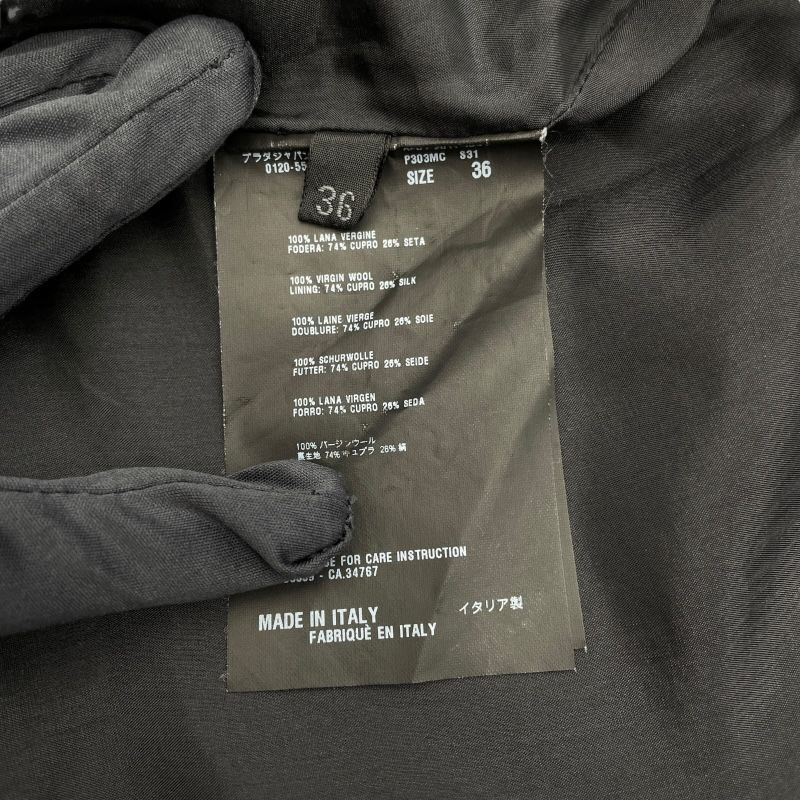 プラダジャパン
0120-55
P303MC S31
SIZE 36
36
100% LANA VERGINE
FODERA: 74% CUPRO 26% SETA
100% VIRGIN WOOL
LINING: 74% CUPRO 26% SILK
100% LAINE VIERGE
DOUBLURE: 74% CUPRO 26% SOIE
100% SCHURWOLLE
FUTTER: 74% CUPRO 26% SEIDE
100% LANA VIRGEN
FORRO: 74% CUPRO 26% SEDA
100% バージンウール
裏生地 74% キュプラ 26% 絹
FOR CARE INSTRUCTION
- CA.34767
MADE IN ITALY イタリア製
FABRIQUÈ EN ITALY